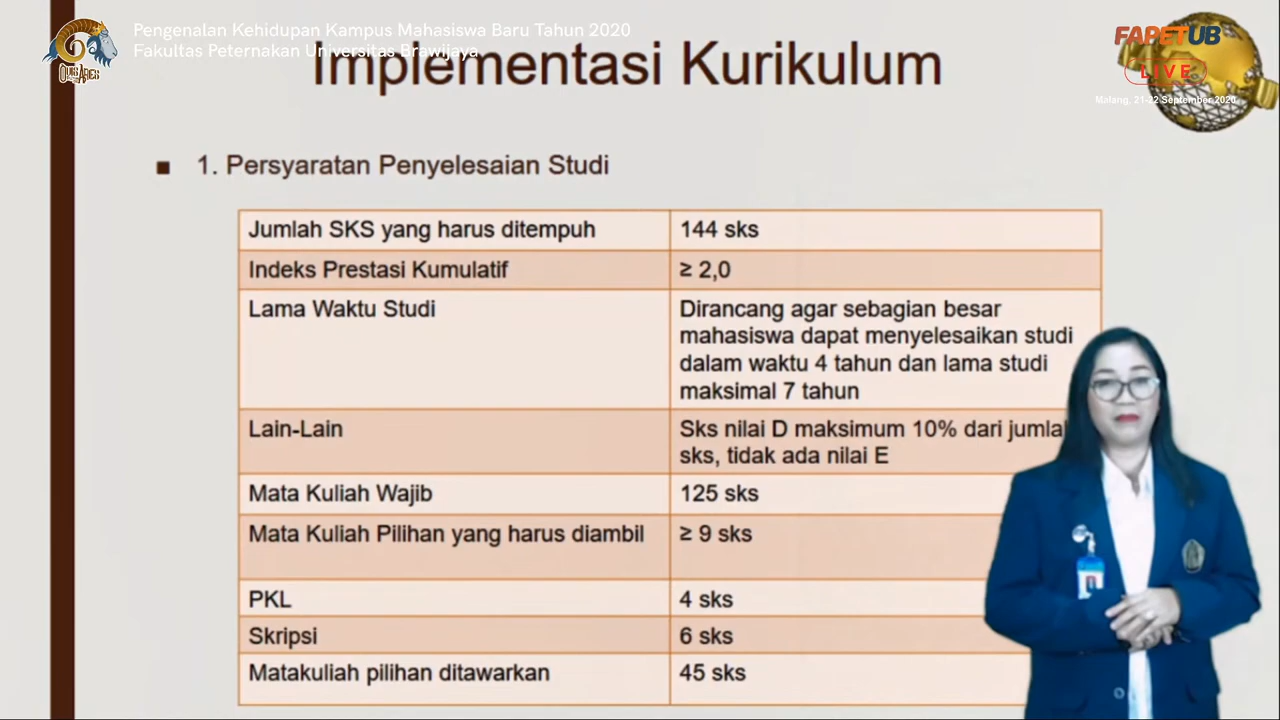 Pengenalan Kehidupan Kampus Mahasiswa Baru Tahun 2020
Fakultas Peternakan Universitas Brawijaya
OVIS ARIES
FAPETUB
LIVE
Malang, 21-22 September 2020
Implementasi Kurikulum
1. Persyaratan Penyelesaian Studi
Jumlah SKS yang harus ditempuh 144 sks
Indeks Prestasi Kumulatif ≥ 2,0
Lama Waktu Studi Dirancang agar sebagian besar
mahasiswa dapat menyelesaikan studi
dalam waktu 4 tahun dan lama studi
maksimal 7 tahun
Lain-Lain Sks nilai D maksimum 10% dari jumlah
sks, tidak ada nilai E
Mata Kuliah Wajib 125 sks
Mata Kuliah Pilihan yang harus diambil ≥ 9 sks
PKL 4 sks
Skripsi 6 sks
Matakuliah pilihan ditawarkan 45 sks